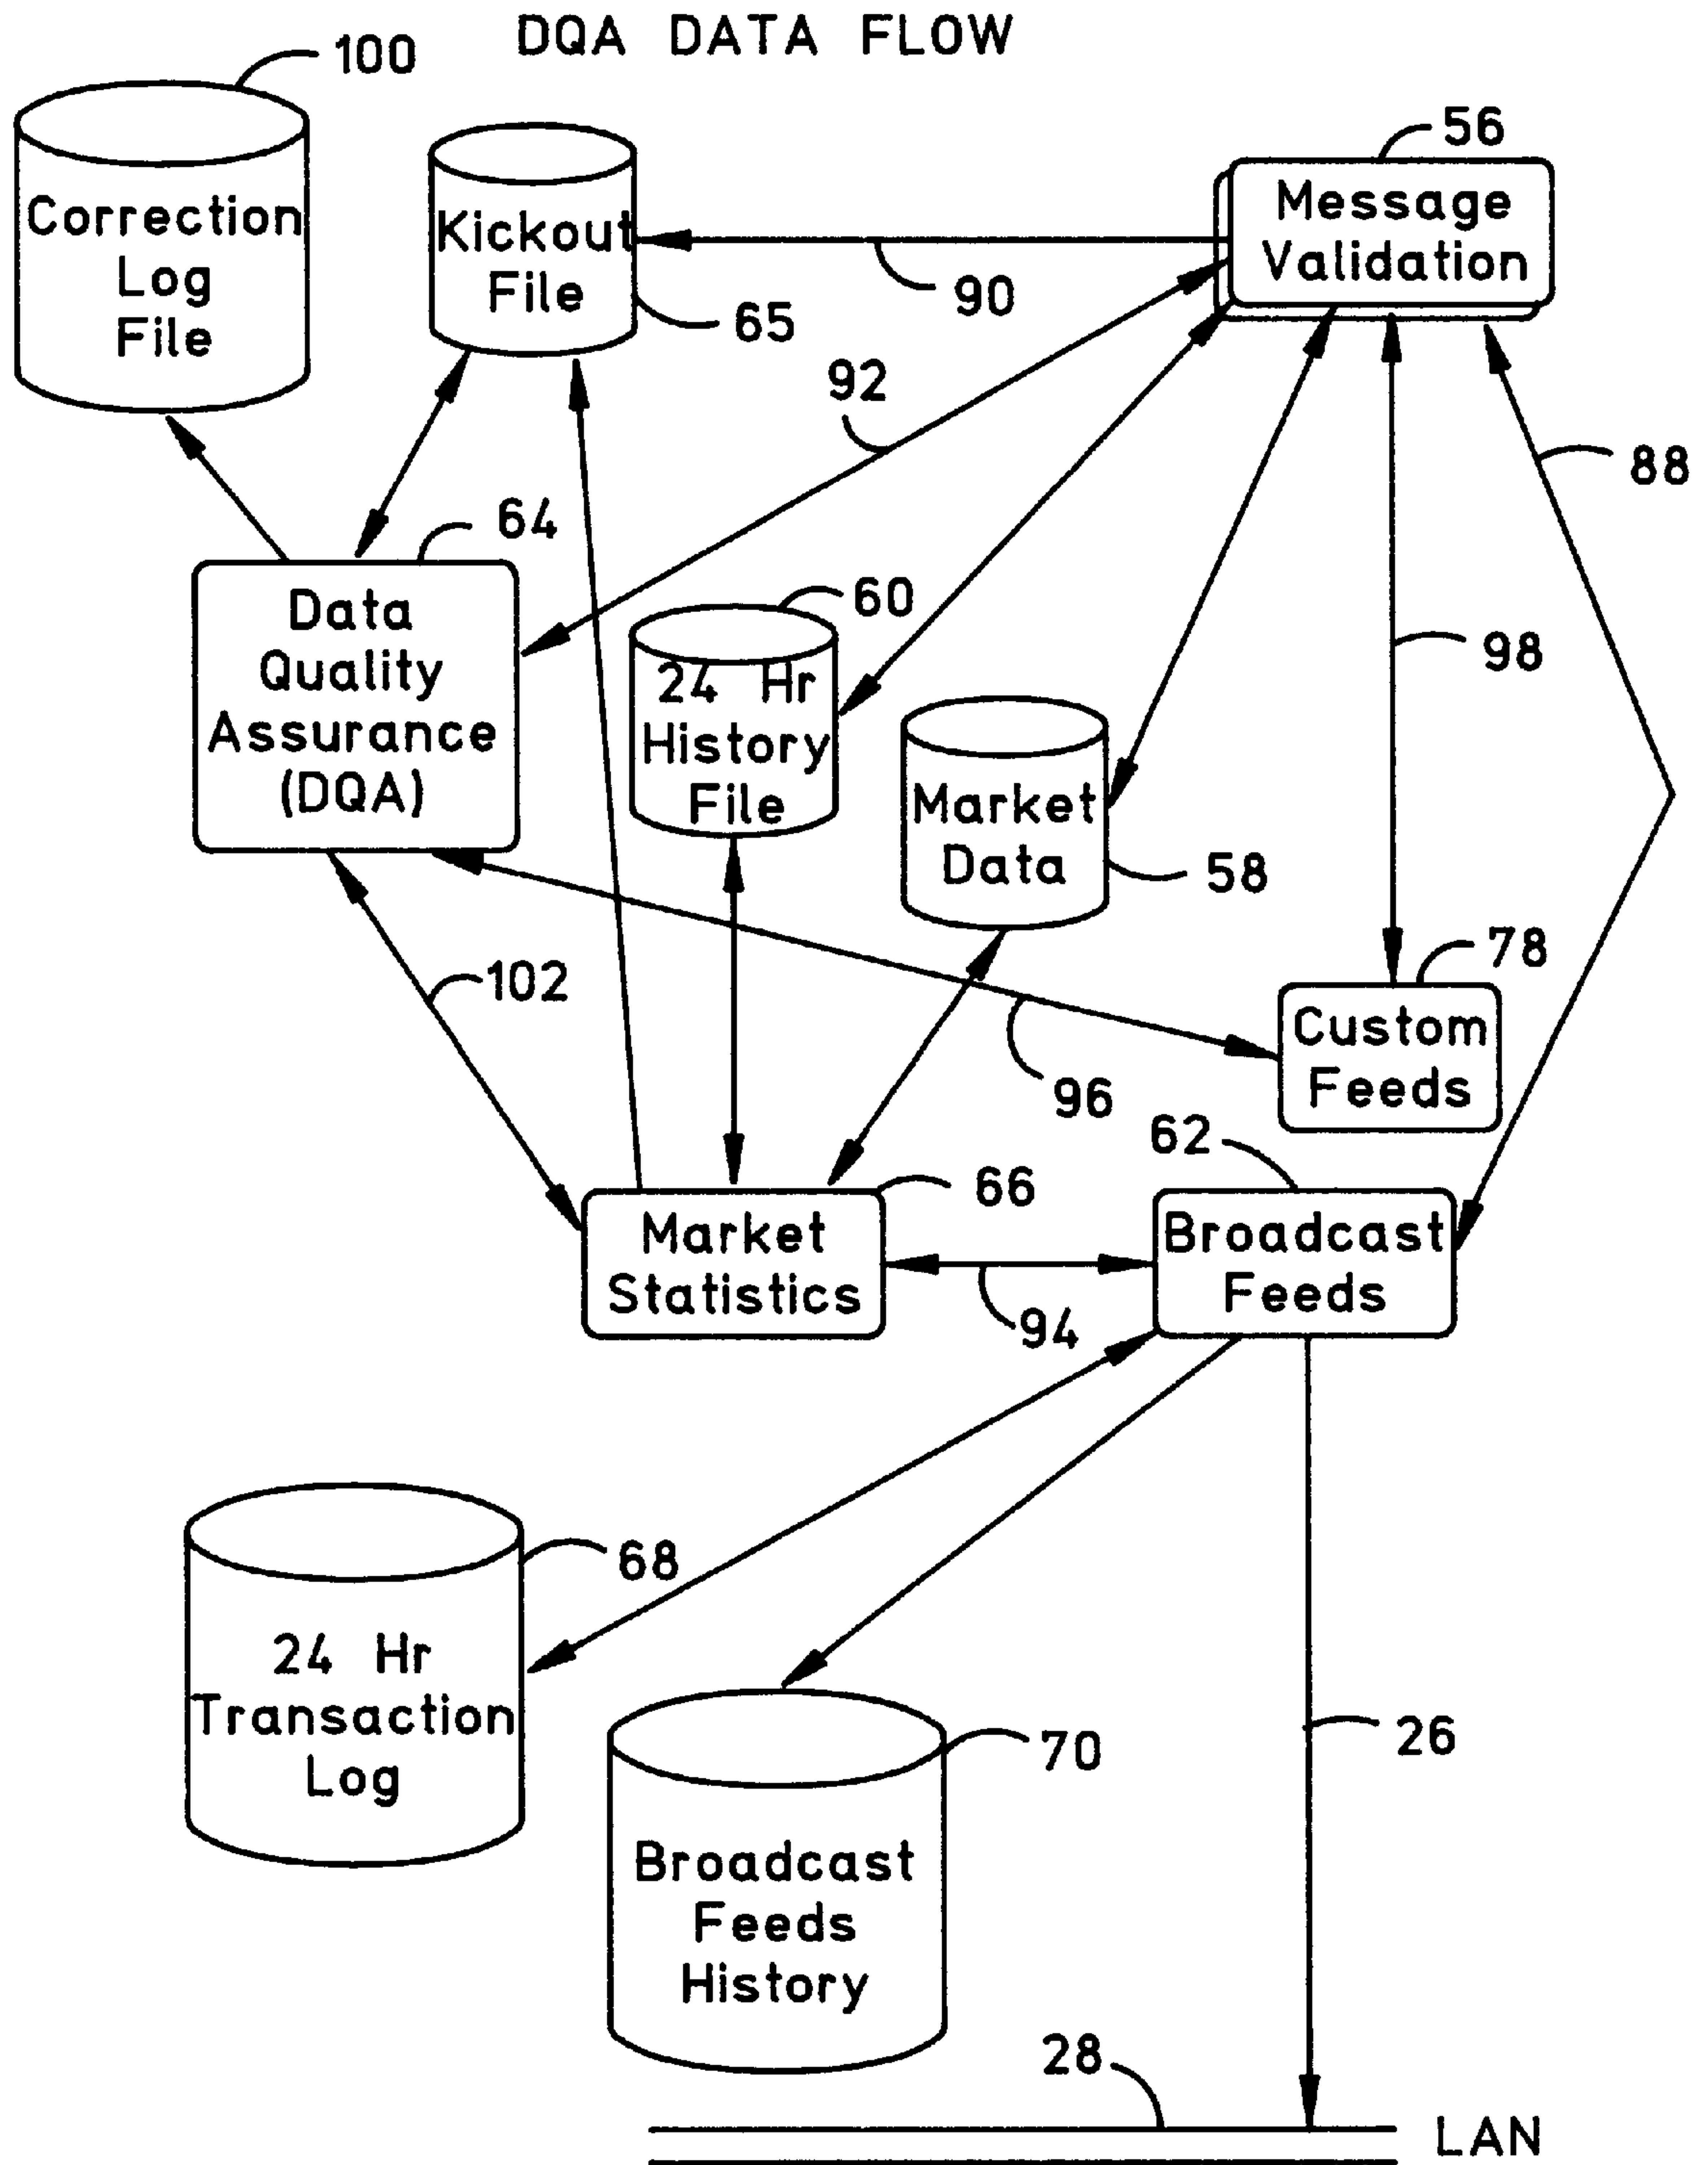 DQA DATA FLOW
100
Correction
Log
File
Kickout
File
65
56
Message
Validation
90
92
88
64
Data
Quality
Assurance
(DQA)
60
24 Hr
History
File
98
Market
Data
58
102
78
Custom
Feeds
96
62
66
Market
Statistics
Broadcast
Feeds
94
68
24 Hr
Transaction
Log
70
26
Broadcast
Feeds
History
28
LAN